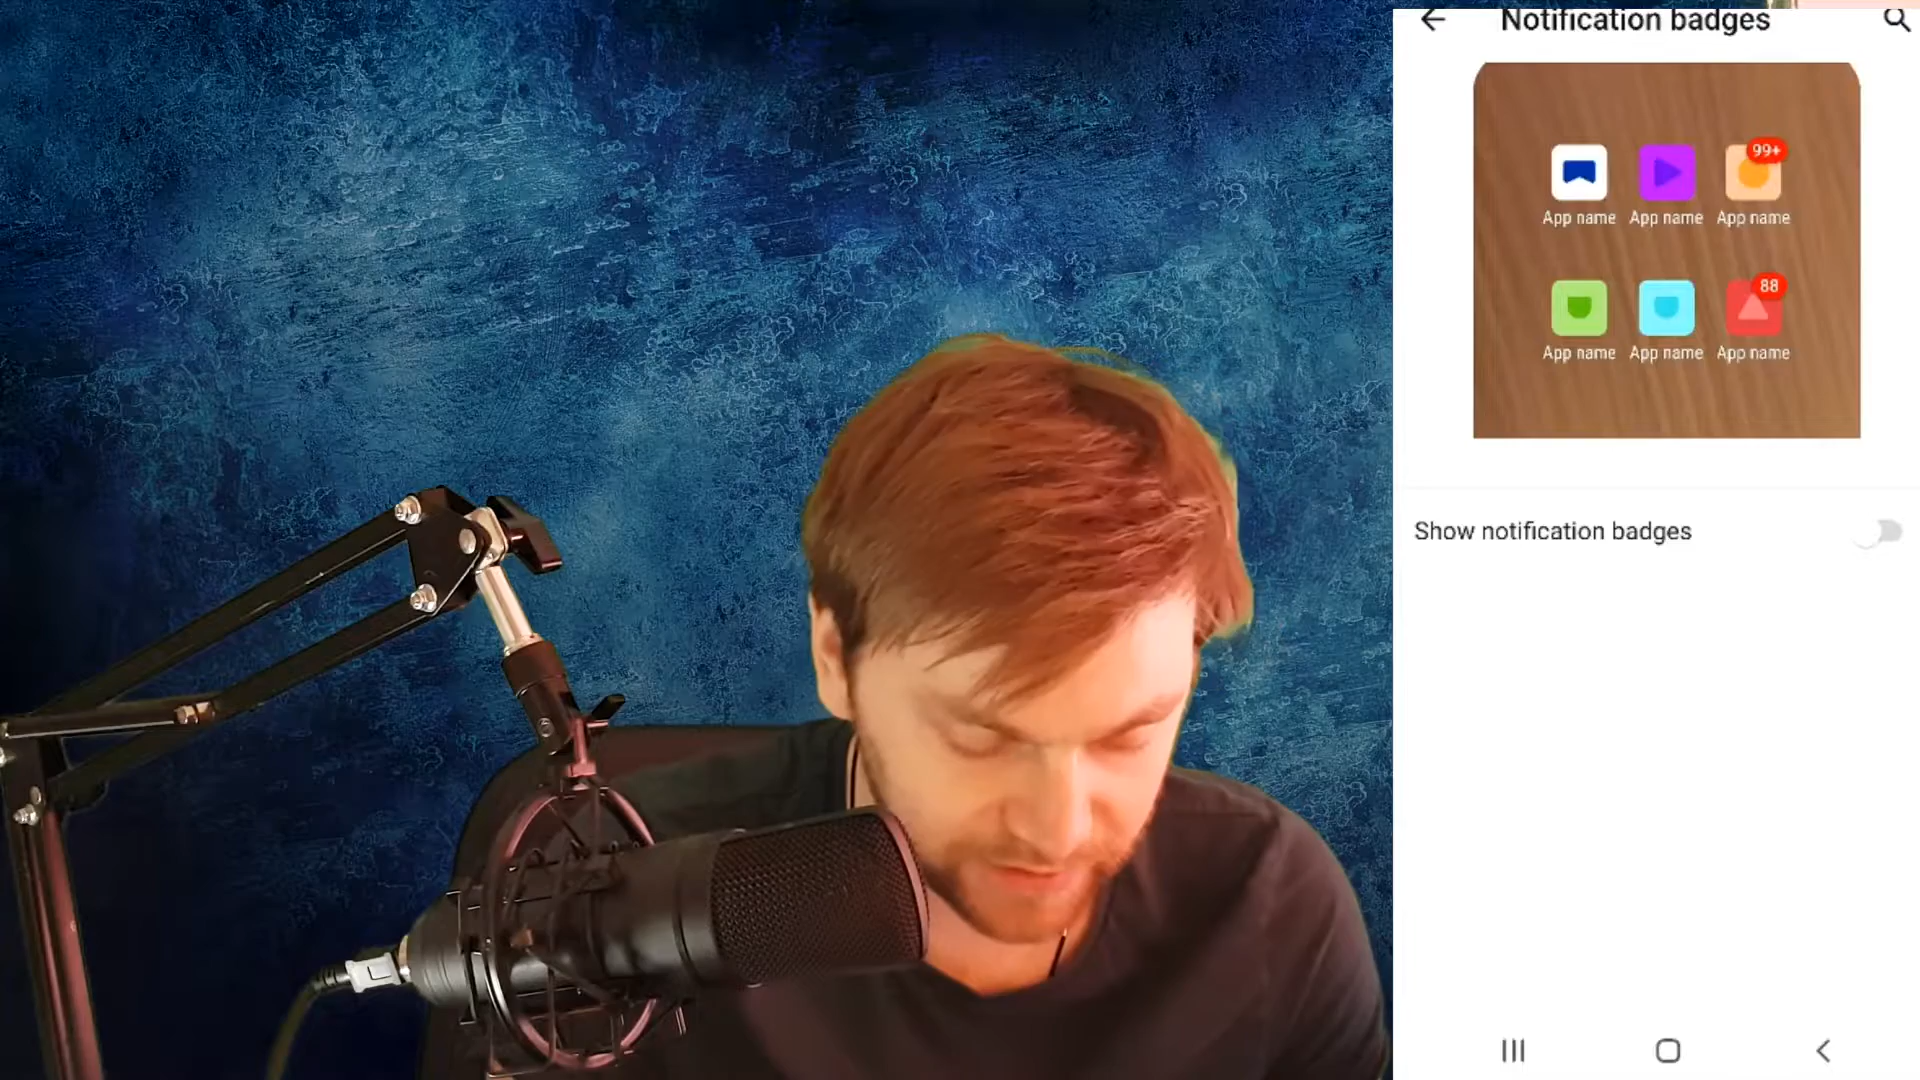 Notification badges
99+
App name App name App name
88
App name App name App name
Show notification badges